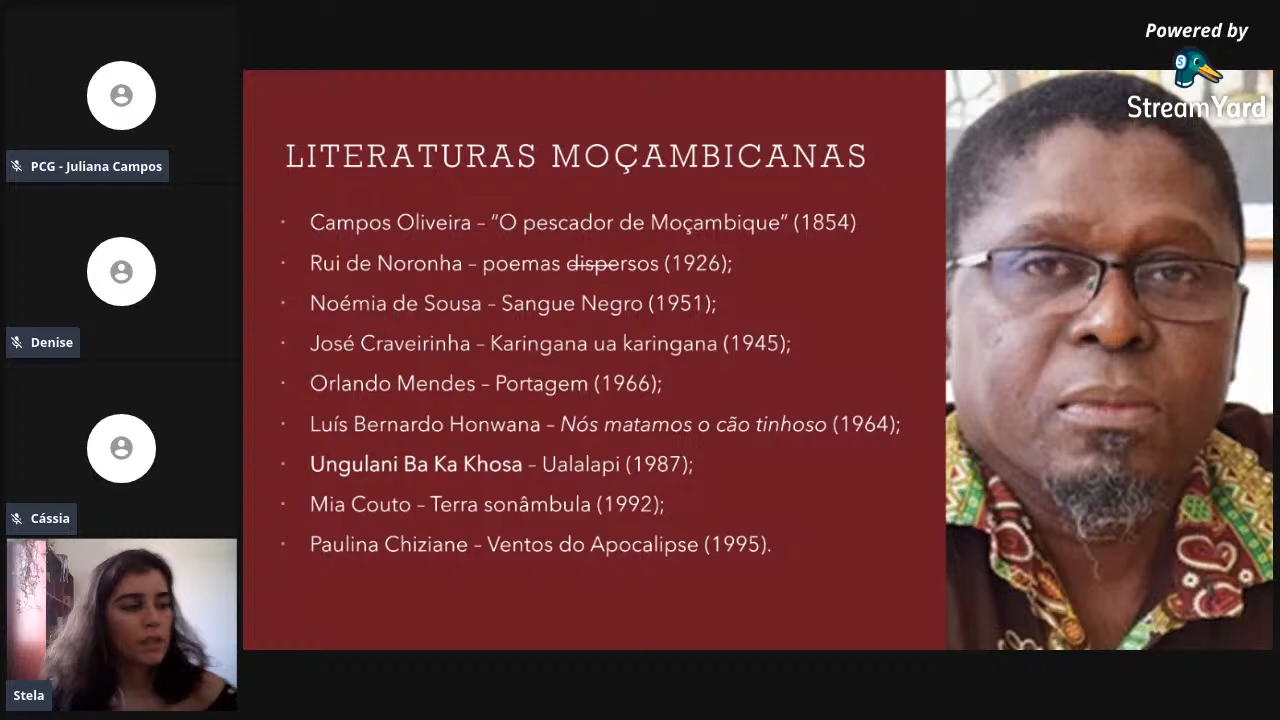 Powered by
StreamYard
PCG - Juliana Campos
Denise
Cássia
Stela
LITERATURAS MOÇAMBICANAS
• Campos Oliveira – "O pescador de Moçambique" (1854)
• Rui de Noronha – poemas dispersos (1926);
• Noémia de Sousa – Sangue Negro (1951);
• José Craveirinha – Karingana ua karingana (1945);
• Orlando Mendes – Portagem (1966);
• Luís Bernardo Honwana – Nós matamos o cão tinhoso (1964);
• Ungulani Ba Ka Khosa – Ualalapi (1987);
• Mia Couto – Terra sonâmbula (1992);
• Paulina Chiziane – Ventos do Apocalipse (1995).